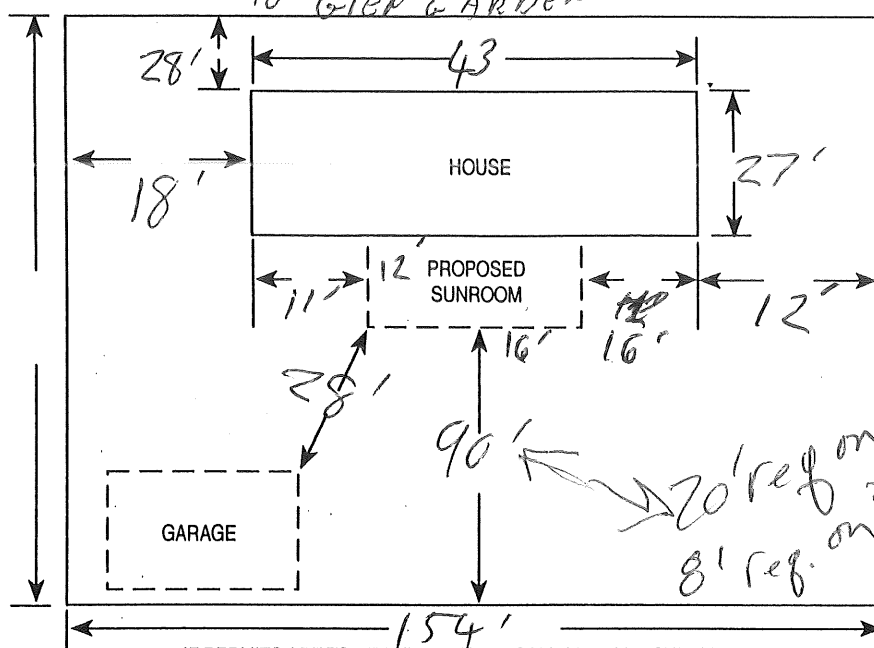 28'
43
HOUSE
27'
18'
12'
PROPOSED
SUNROOM
11'
16'
16'
12'
28'
90'
20' req on
8' req. on
GARAGE
154'